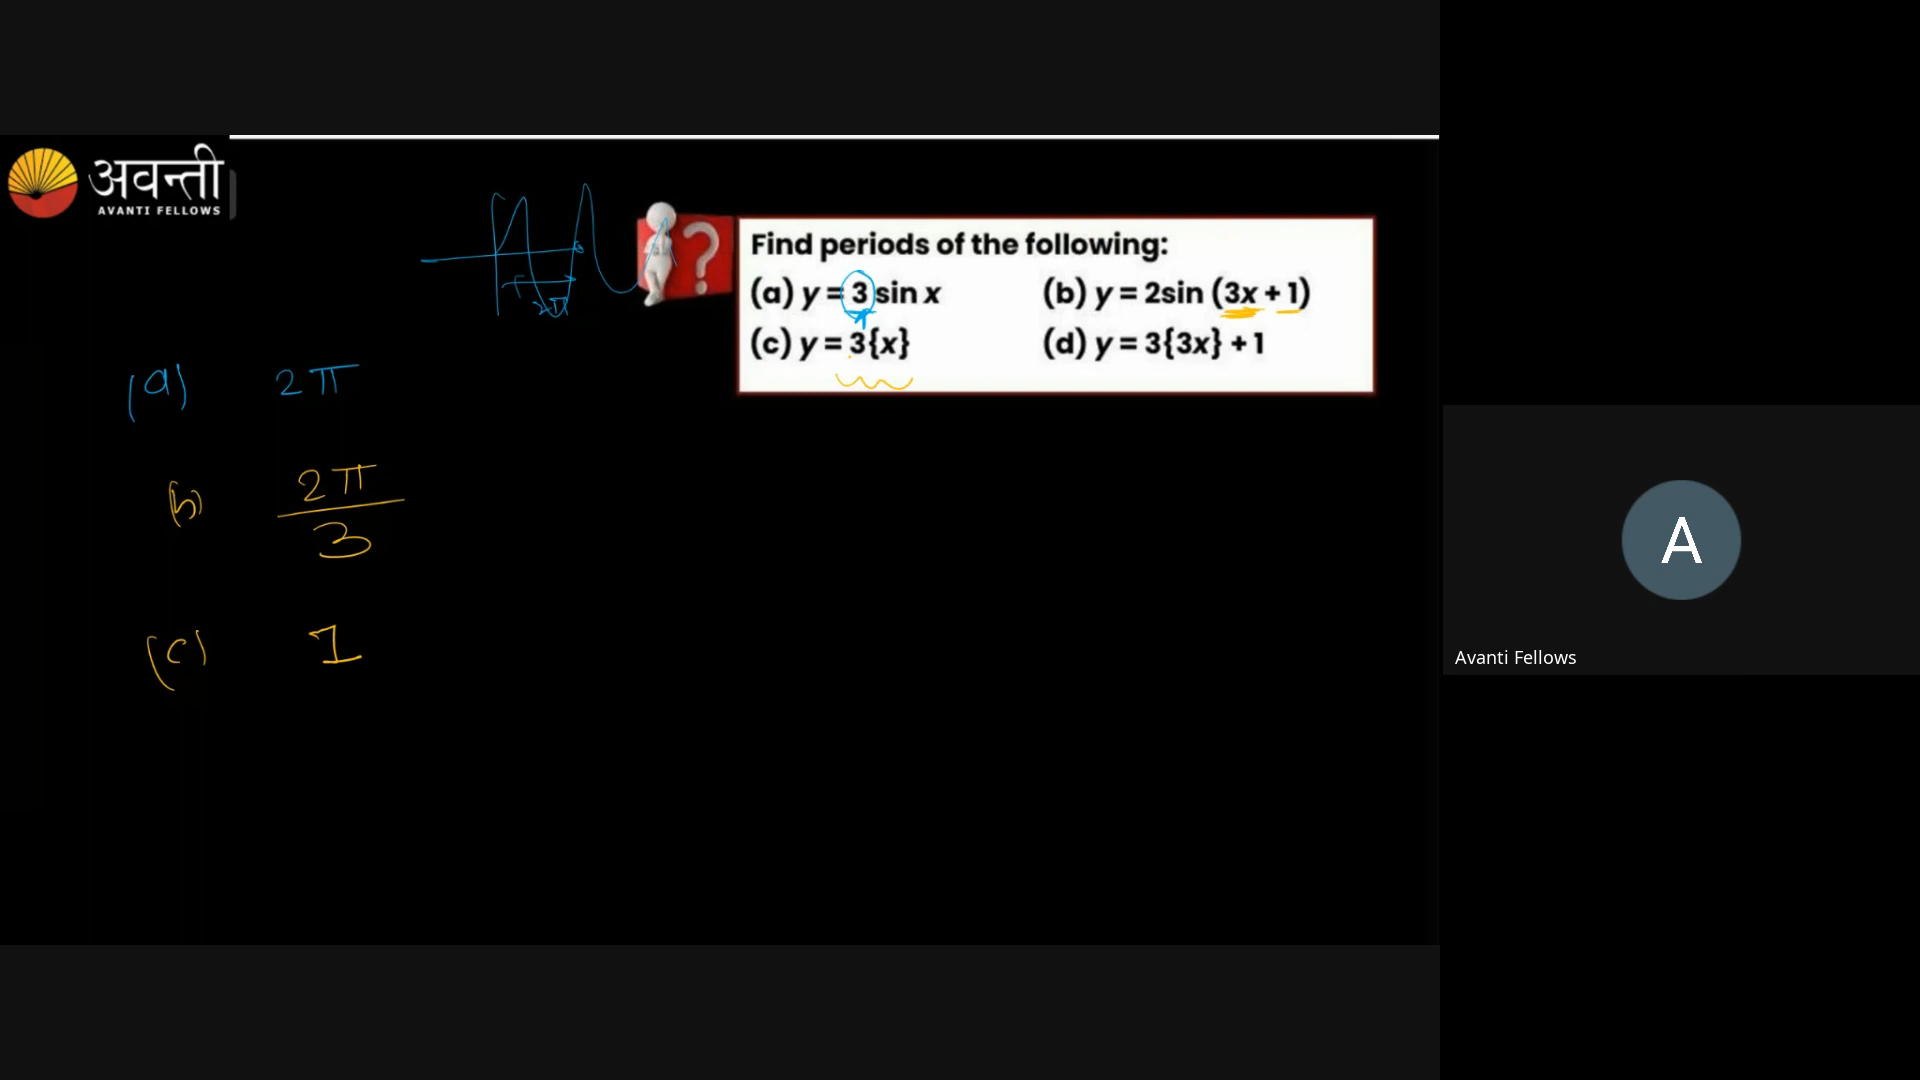 अवन्ती
AVANTI FELLOWS
Find periods of the following:
(a) y = 3 sin x
(b) y = 2sin (3x + 1)
(c) y = 3{x}
(d) y = 3{3x} + 1
2π
(a) 2π
(b) 2π
3
(c) 1
A
Avanti Fellows